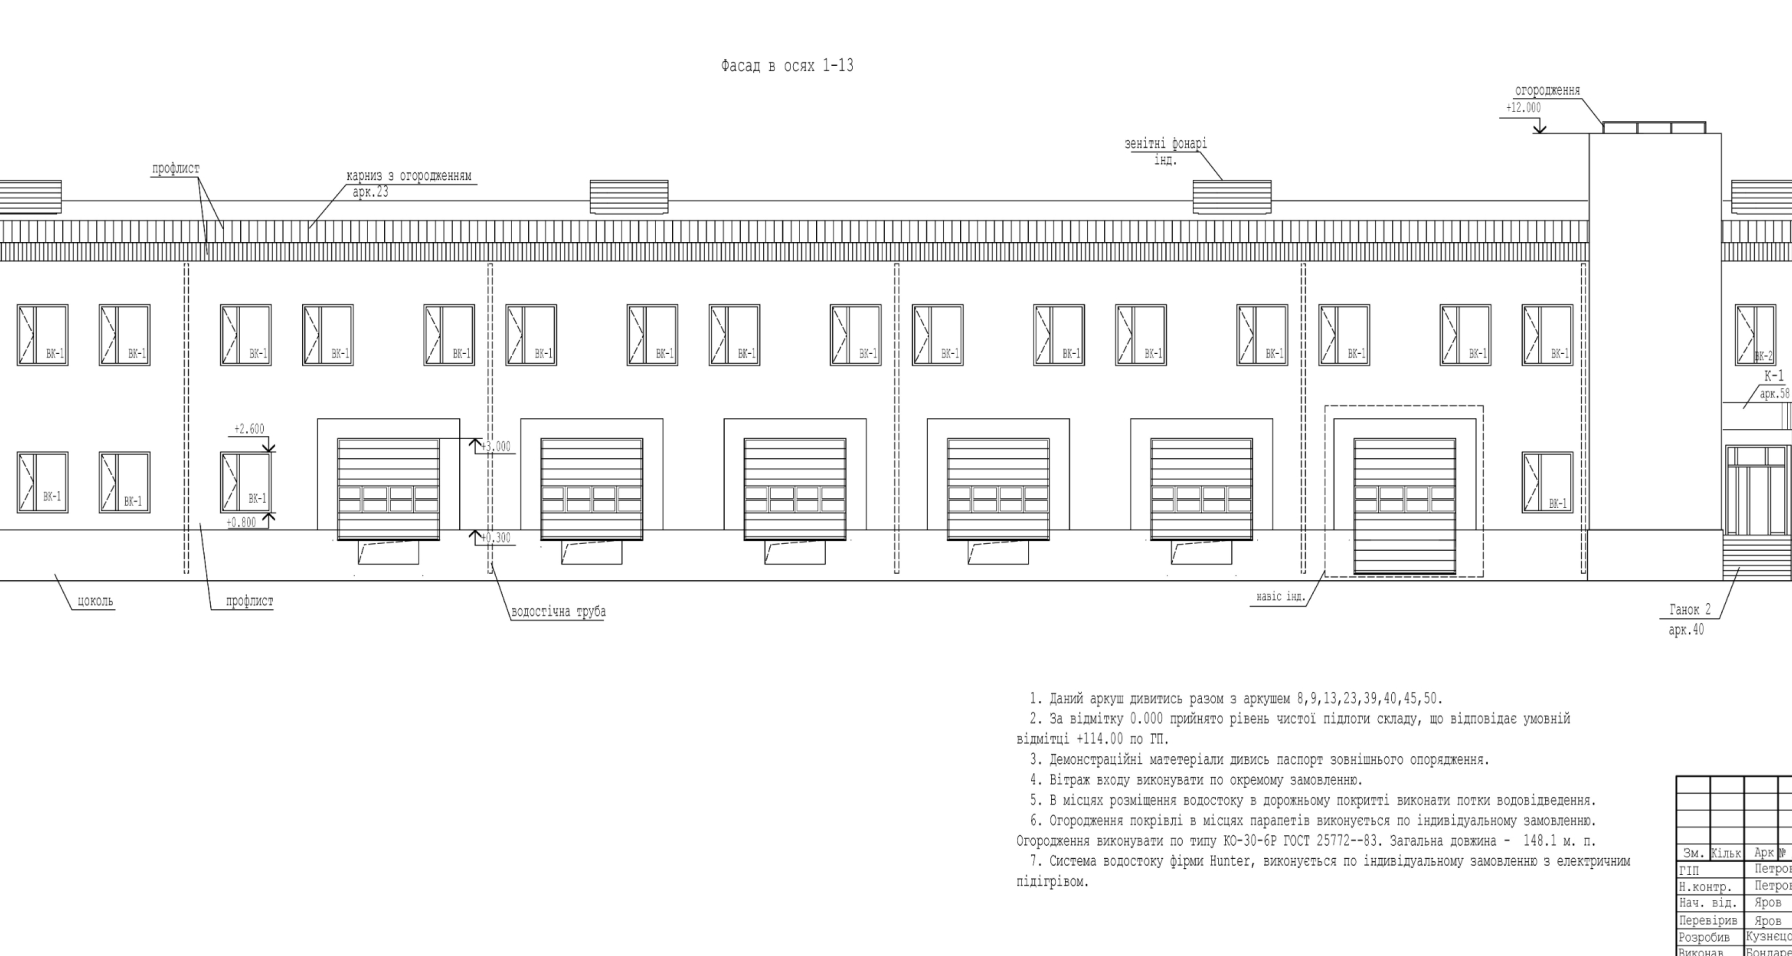 Фасад в осях 1-13
огородження
+12.000
зенітні фонарі
інд.
профлист
карниз з огородженням
арк.23
ВК-1 ВК-1 ВК-1 ВК-1 ВК-1 ВК-1 ВК-1 ВК-1 ВК-1 ВК-1 ВК-1 ВК-1 ВК-1 ВК-1 ВК-1 ВК-1 ВК-2
К-1
арк.58
+2.600
+3.000
ВК-1 ВК-1 ВК-1 ВК-1
+0.800
+0.300
цоколь
профлист
водостічна труба
навіс інд.
Ганок 2
арк.40
1. Даний аркуш дивитись разом з аркушем 8,9,13,23,39,40,45,50.
2. За відмітку 0.000 прийнято рівень чистої підлоги складу, що відповідає умовній
відмітці +114.00 по ГП.
3. Демонстраційні матетеріали дивись паспорт зовнішнього опорядження.
4. Вітраж входу виконувати по окремому замовленню.
5. В місцях розміщення водостоку в дорожньому покритті виконати лотки водовідведення.
6. Огородження покрівлі в місцях парапетів виконується по індивідуальному замовленню.
Огородження виконувати по типу КО-30-6Р ГОСТ 25772--83. Загальна довжина - 148.1 м. п.
7. Система водостоку фірми Hunter, виконується по індивідуальному замовленню з електричним
підігрівом.
Зм. Кільк Арк №
ГІП Петров
Н.контр. Петров
Нач. від. Яров
Перевірив Яров
Розробив Кузнєцо
Виконав Бондаре